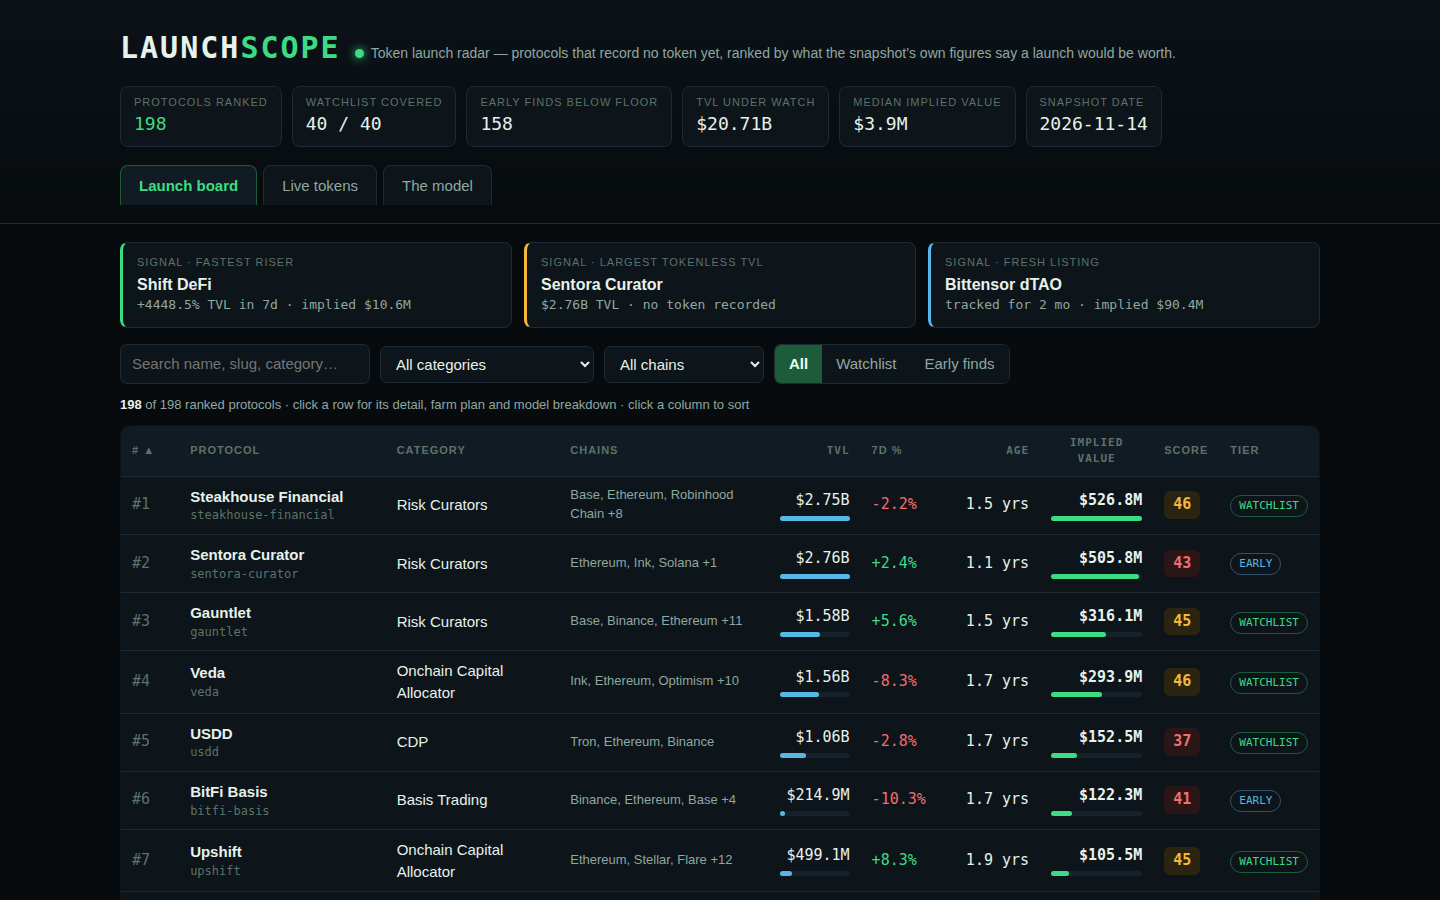 LAUNCHSCOPE Token launch radar — protocols that record no token yet, ranked by what the snapshot's own figures say a launch would be worth.
PROTOCOLS RANKED WATCHLIST COVERED EARLY FINDS BELOW FLOOR TVL UNDER WATCH MEDIAN IMPLIED VALUE SNAPSHOT DATE
198 40 / 40 158 $20.71B $3.9M 2026-11-14
Launch board Live tokens The model
SIGNAL · FASTEST RISER SIGNAL · LARGEST TOKENLESS TVL SIGNAL · FRESH LISTING
Shift DeFi Sentora Curator Bittensor dTAO
+4448.5% TVL in 7d · implied $10.6M $2.76B TVL · no token recorded tracked for 2 mo · implied $90.4M
Search name, slug, category… All categories All chains All Watchlist Early finds
198 of 198 ranked protocols · click a row for its detail, farm plan and model breakdown · click a column to sort
# ▲ PROTOCOL CATEGORY CHAINS TVL 7D % AGE IMPLIED VALUE SCORE TIER
#1 Steakhouse Financial Risk Curators Base, Ethereum, Robinhood Chain +8 $2.75B -2.2% 1.5 yrs $526.8M 46 WATCHLIST
steakhouse-financial
#2 Sentora Curator Risk Curators Ethereum, Ink, Solana +1 $2.76B +2.4% 1.1 yrs $505.8M 43 EARLY
sentora-curator
#3 Gauntlet Risk Curators Base, Binance, Ethereum +11 $1.58B +5.6% 1.5 yrs $316.1M 45 WATCHLIST
gauntlet
#4 Veda Onchain Capital Allocator Ink, Ethereum, Optimism +10 $1.56B -8.3% 1.7 yrs $293.9M 46 WATCHLIST
veda
#5 USDD CDP Tron, Ethereum, Binance $1.06B -2.8% 1.7 yrs $152.5M 37 WATCHLIST
usdd
#6 BitFi Basis Basis Trading Binance, Ethereum, Base +4 $214.9M -10.3% 1.7 yrs $122.3M 41 EARLY
bitfi-basis
#7 Upshift Onchain Capital Allocator Ethereum, Stellar, Flare +12 $499.1M +8.3% 1.9 yrs $105.5M 45 WATCHLIST
upshift